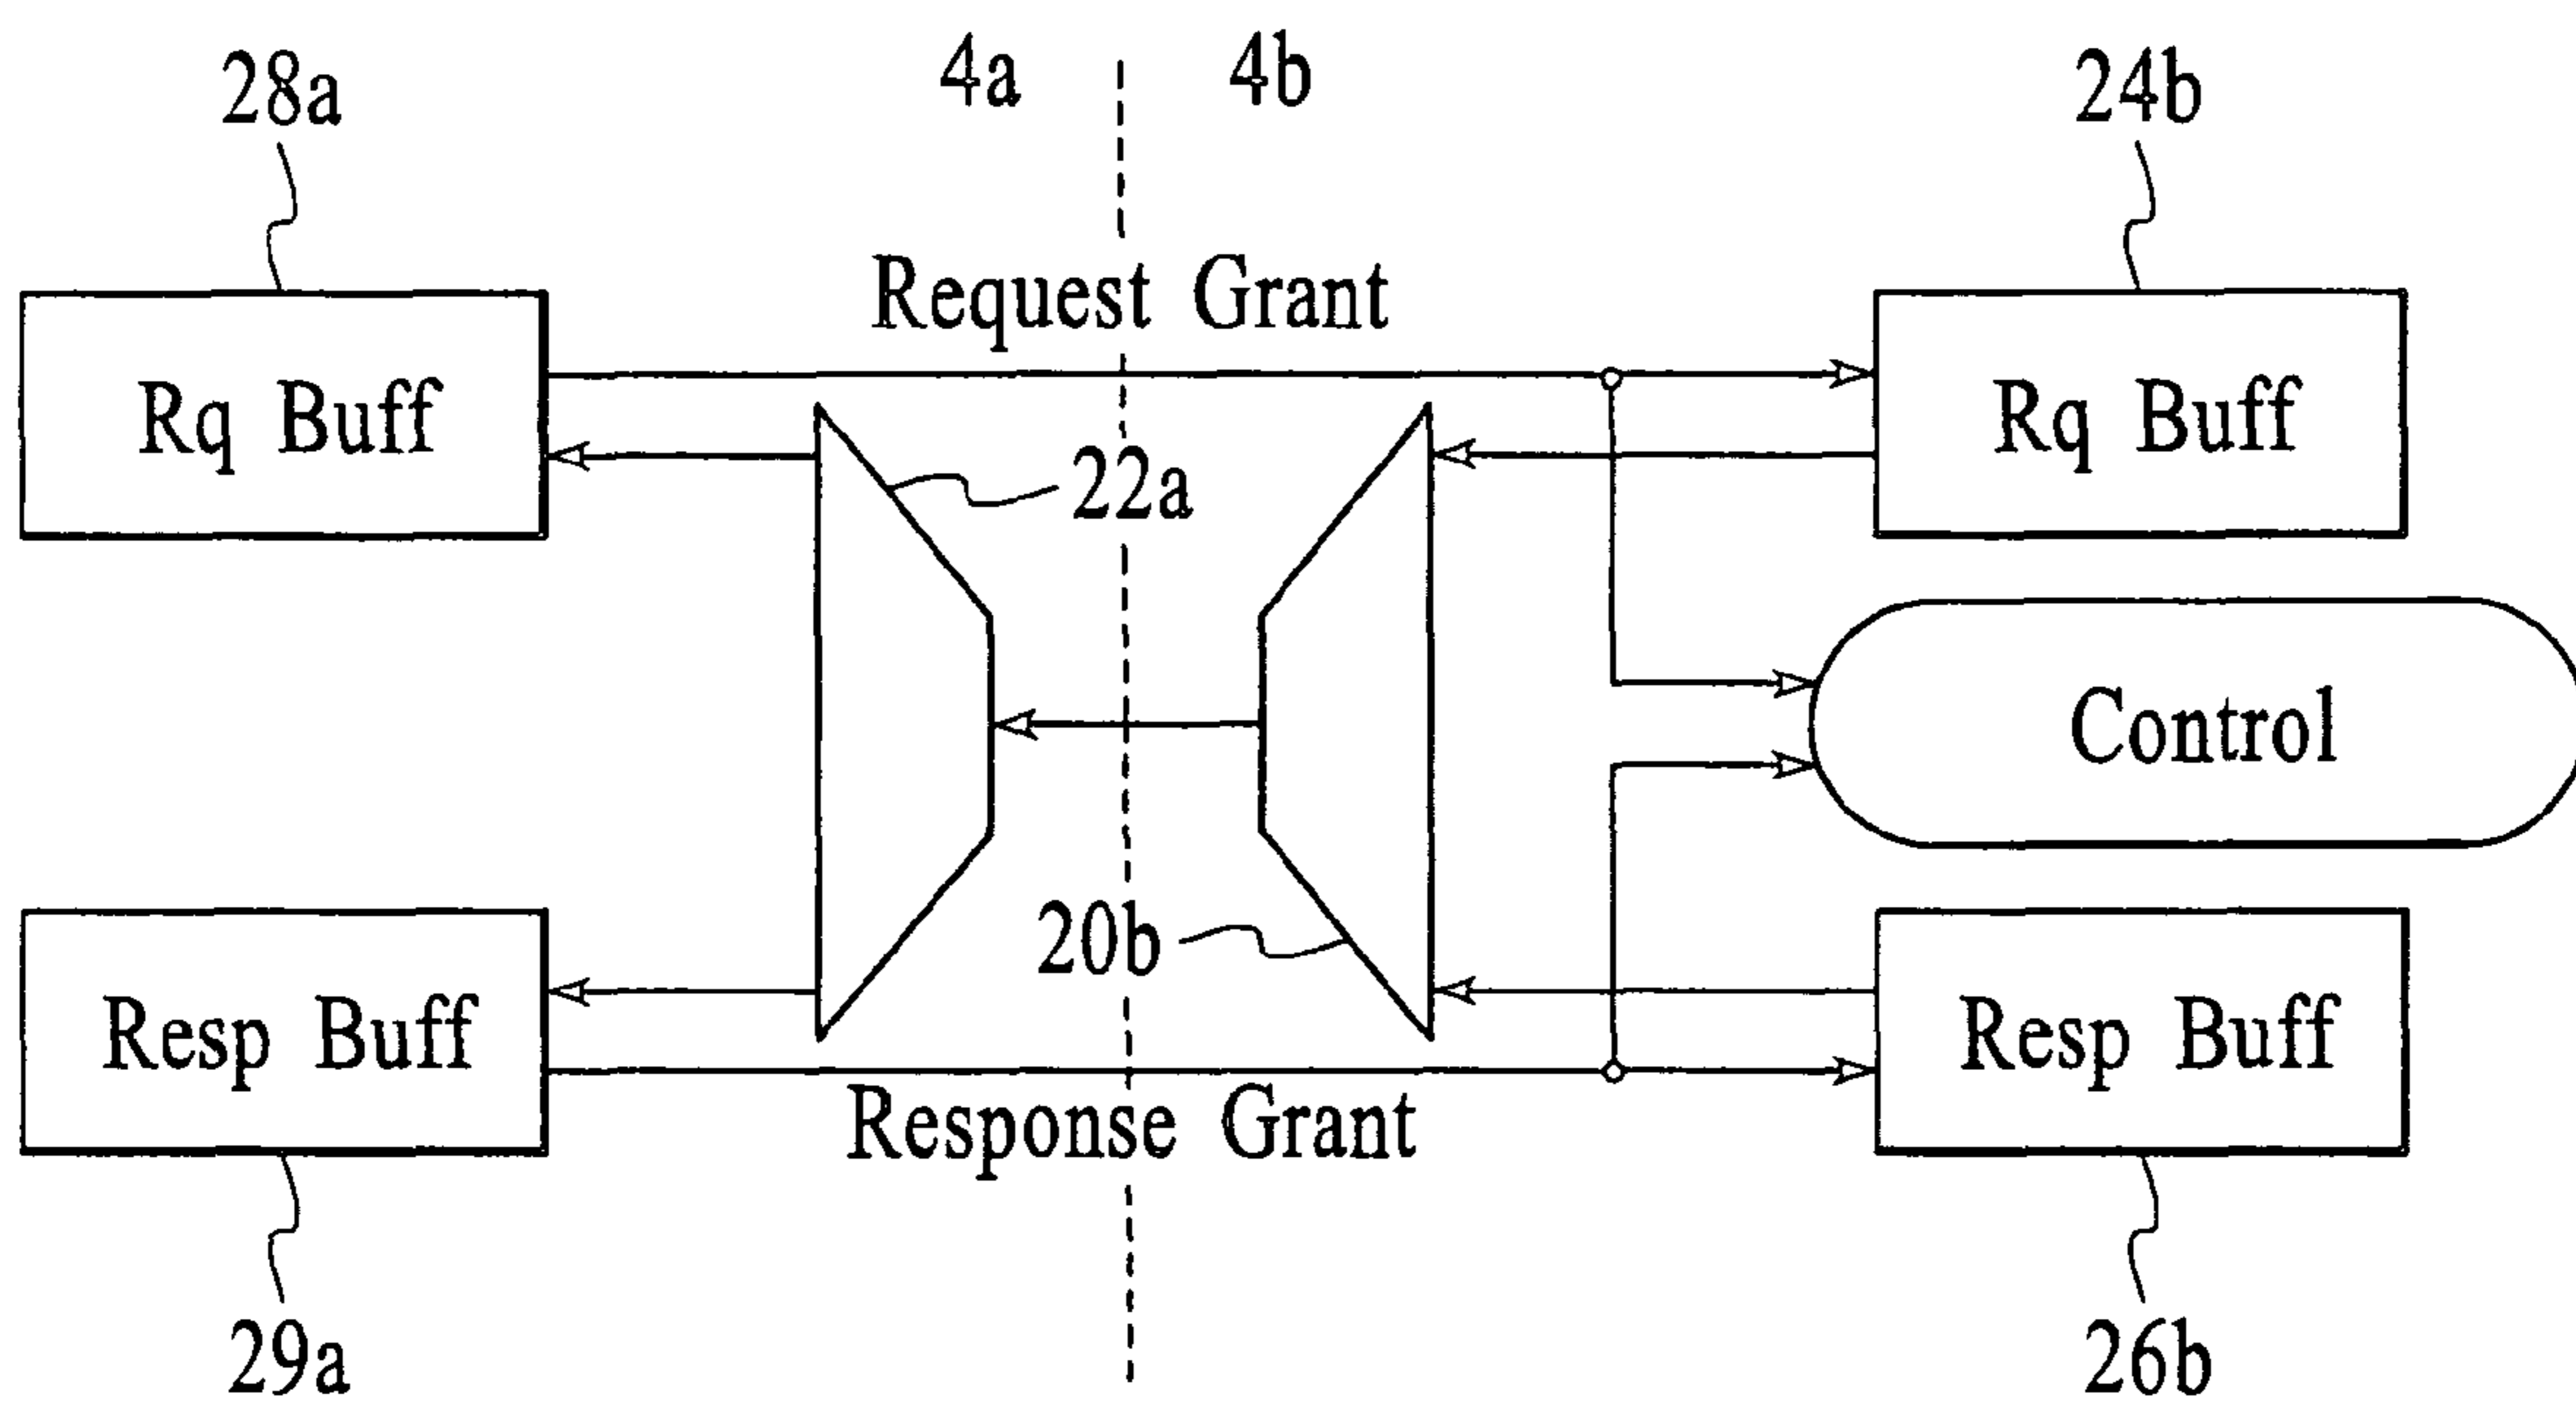 4a 4b
28a
24b
Request Grant
Rq Buff
Rq Buff
22a
Control
20b
Resp Buff
Resp Buff
Response Grant
29a
26b